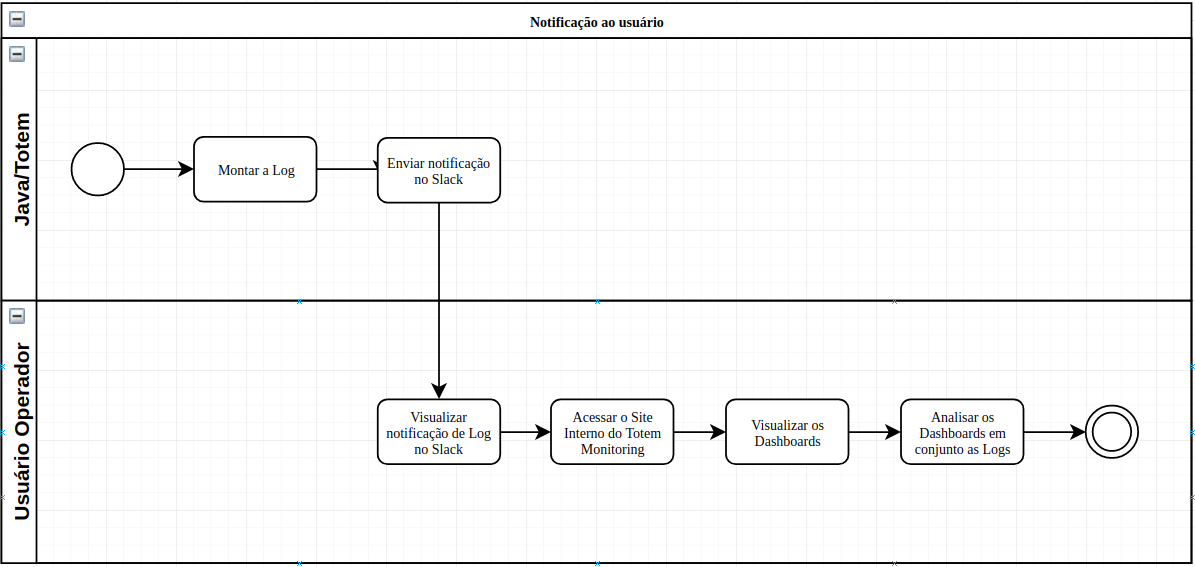 Notificação ao usuário
Java/Totem
Montar a Log
Enviar notificação
no Slack
Usuário Operador
Visualizar
notificação de Log
no Slack
Acessar o Site
Interno do Totem
Monitoring
Visualizar os
Dashboards
Analisar os
Dashboards em
conjunto as Logs